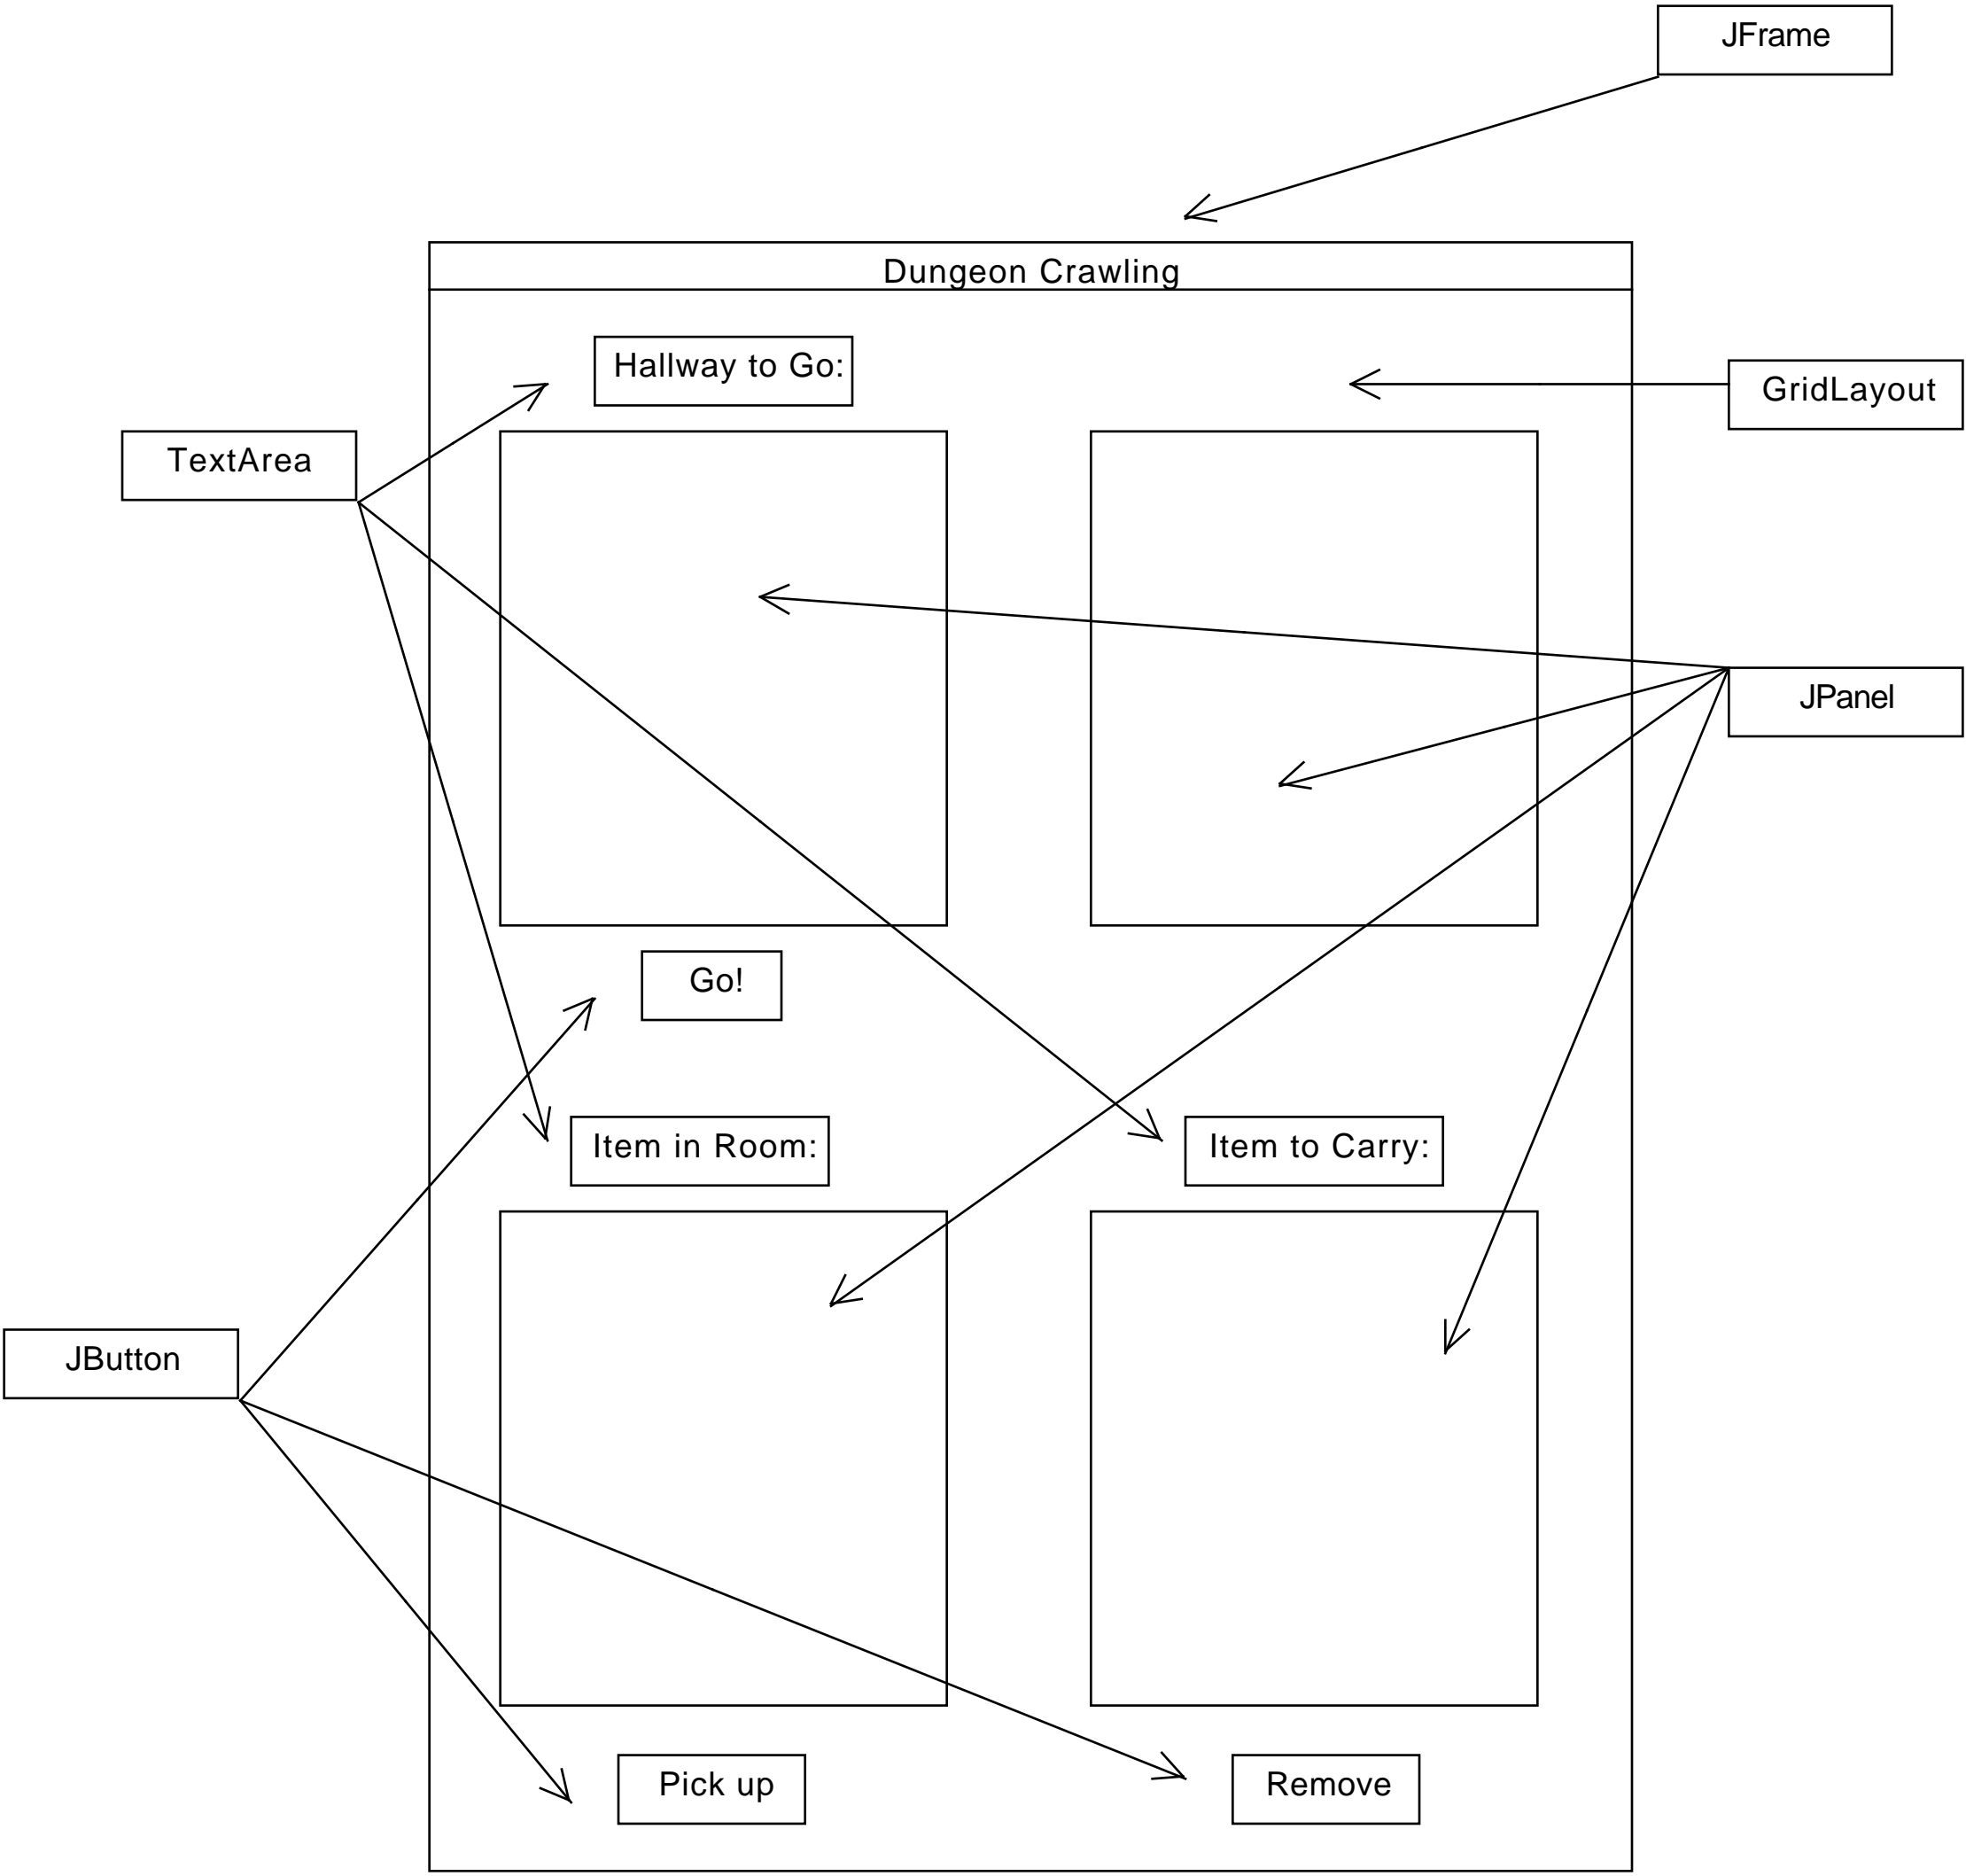 JFrame
Dungeon Crawling
Hallway to Go:
GridLayout
TextArea
JPanel
Go!
Item in Room:
Item to Carry:
JButton
Pick up
Remove